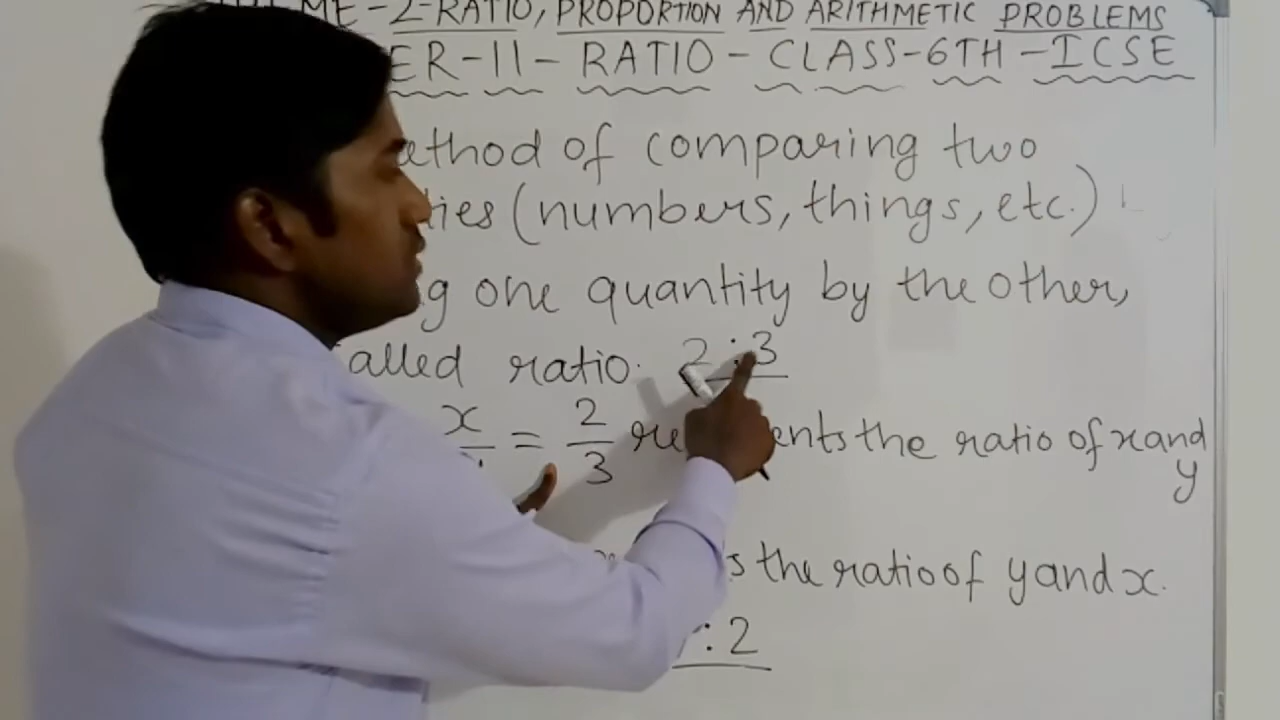 ME-2-RATIO, PROPORTION AND ARITHMETIC PROBLEMS
ER-11- RATIO - CLASS-6TH -ICSE
ethod of comparing two
ies (numbers, things, etc.)
g one quantity by the other,
alled ratio. 2:3
x/ = 2/3 re ents the ratio of x and y
s the ratio of y and x.
:2